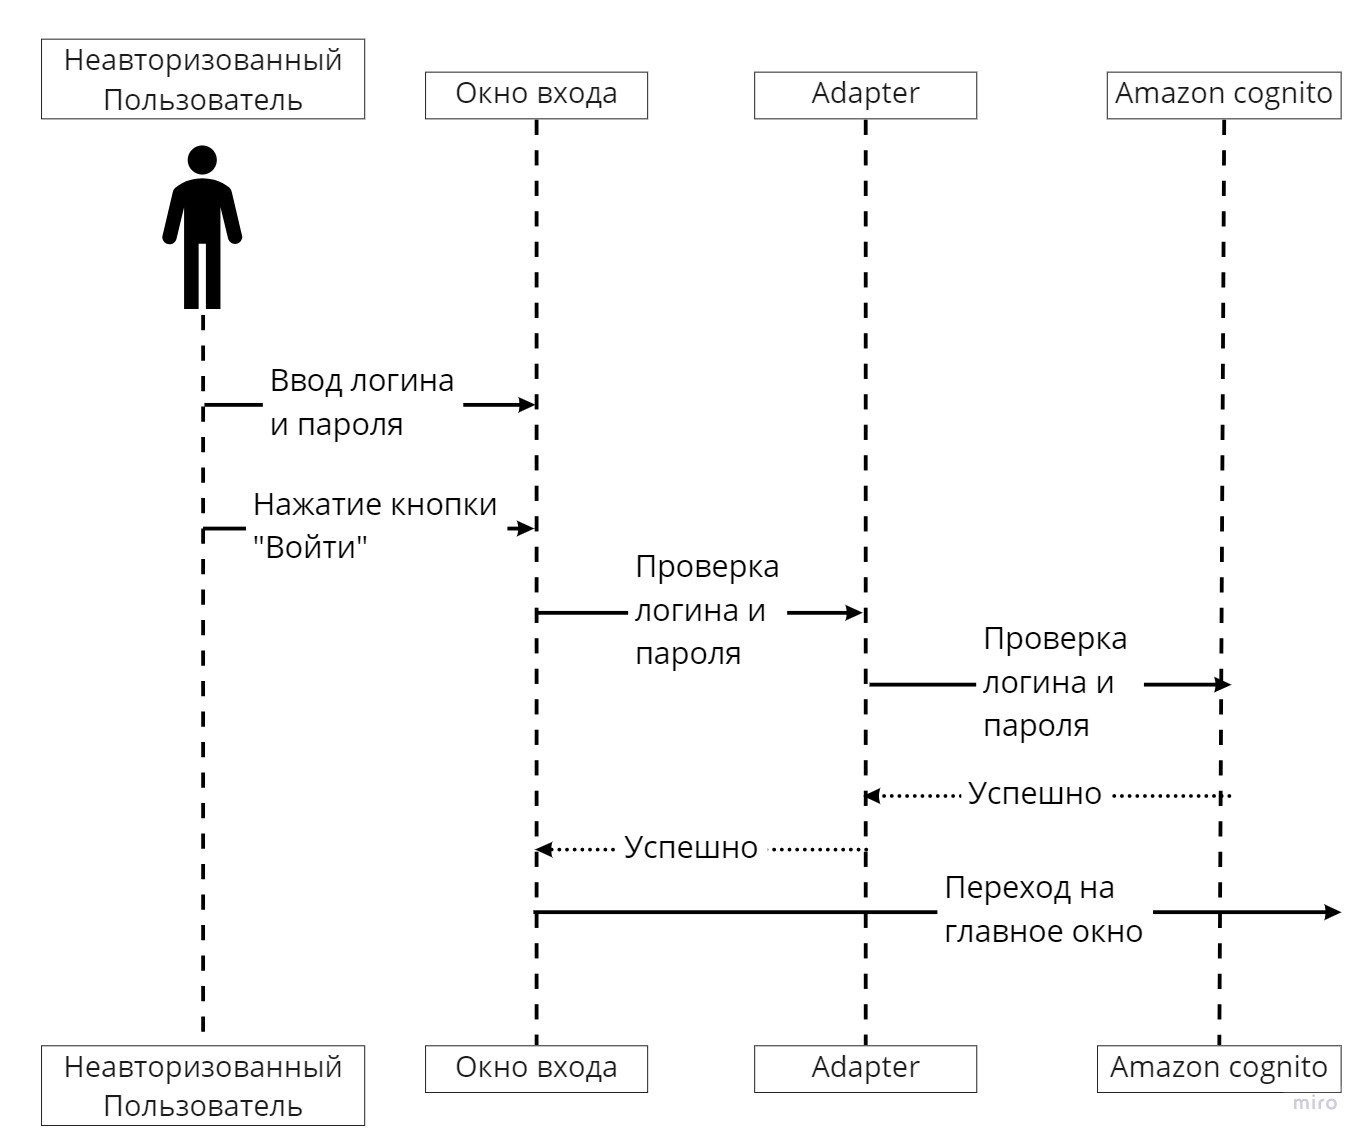 Неавторизованный
Пользователь
Окно входа
Adapter
Amazon cognito
Ввод логина
и пароля
Нажатие кнопки
"Войти"
Проверка
логина и
пароля
Проверка
логина и
пароля
Успешно
Успешно
Переход на
главное окно
Неавторизованный
Пользователь
Окно входа
Adapter
Amazon cognito
miro